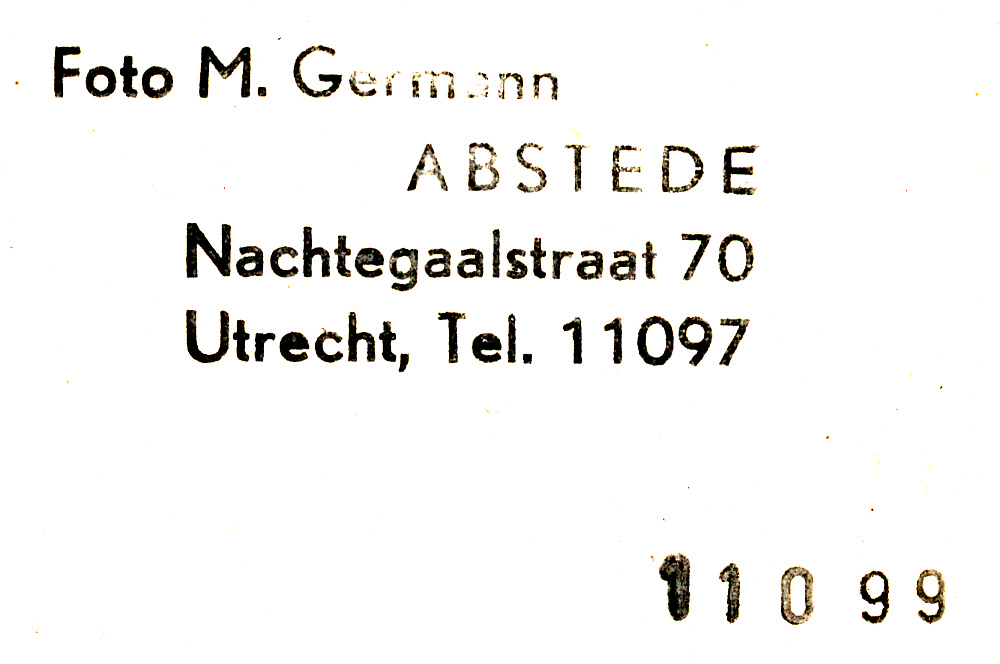 Foto M. Germann
ABSTEDE
Nachtegaalstraat 70
Utrecht, Tel. 11097
11099